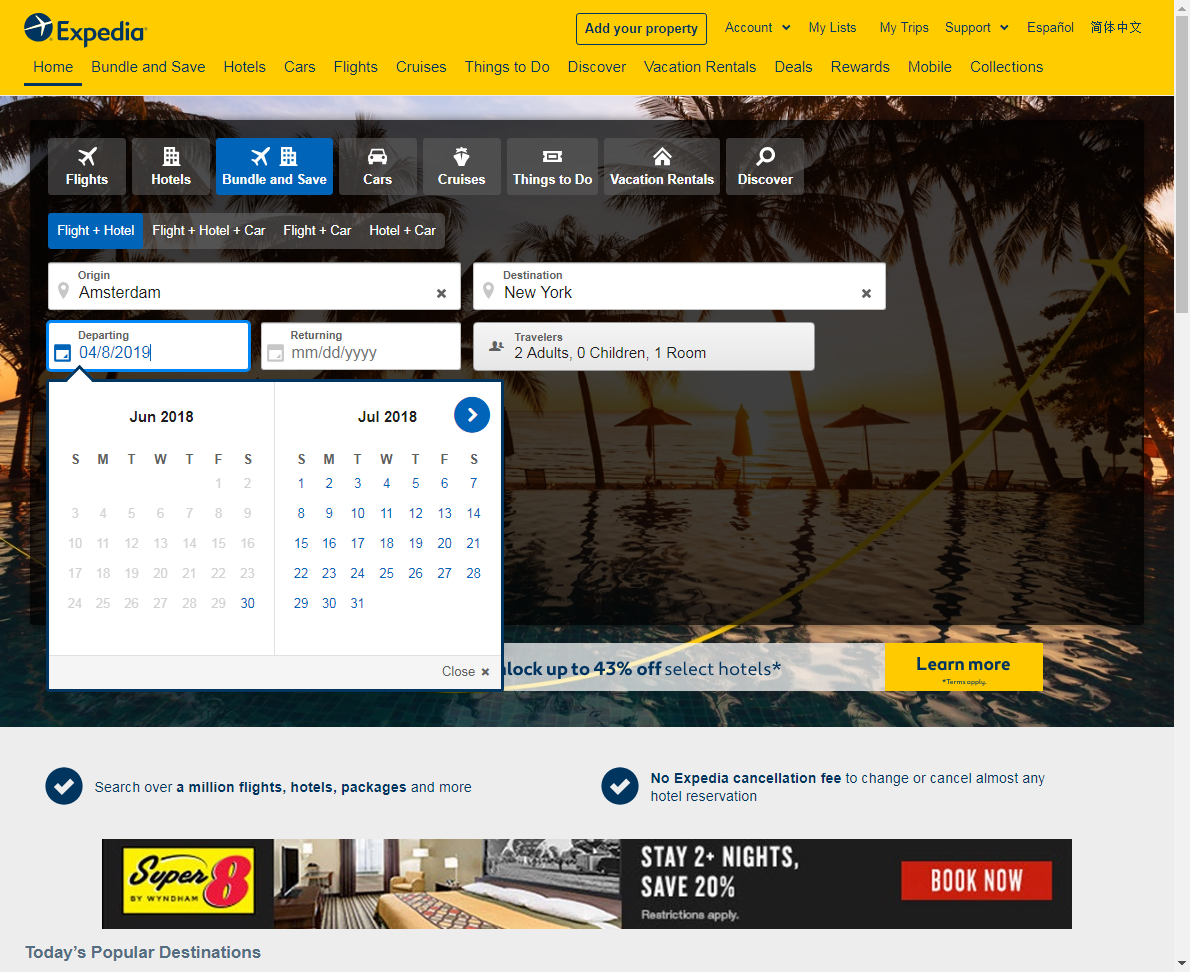 Expedia
Add your property
Account
My Lists
My Trips
Support
Español
简体中文
Home
Bundle and Save
Hotels
Cars
Flights
Cruises
Things to Do
Discover
Vacation Rentals
Deals
Rewards
Mobile
Collections
Flights
Hotels
Bundle and Save
Cars
Cruises
Things to Do
Vacation Rentals
Discover
Flight + Hotel
Flight + Hotel + Car
Flight + Car
Hotel + Car
Origin
Amsterdam
Destination
New York
Departing
04/8/2019
Returning
mm/dd/yyyy
Travelers
2 Adults, 0 Children, 1 Room
Jun 2018
S M T W T F S
1 2
3 4 5 6 7 8 9
10 11 12 13 14 15 16
17 18 19 20 21 22 23
24 25 26 27 28 29 30
Jul 2018
S M T W T F S
1 2 3 4 5 6 7
8 9 10 11 12 13 14
15 16 17 18 19 20 21
22 23 24 25 26 27 28
29 30 31
Close
lock up to 43% off select hotels*
Learn more
*Terms apply.
Search over a million flights, hotels, packages and more
No Expedia cancellation fee to change or cancel almost any
hotel reservation
Super 8
BY WYNDHAM
STAY 2+ NIGHTS,
SAVE 20%
Restrictions apply.
BOOK NOW
Today's Popular Destinations